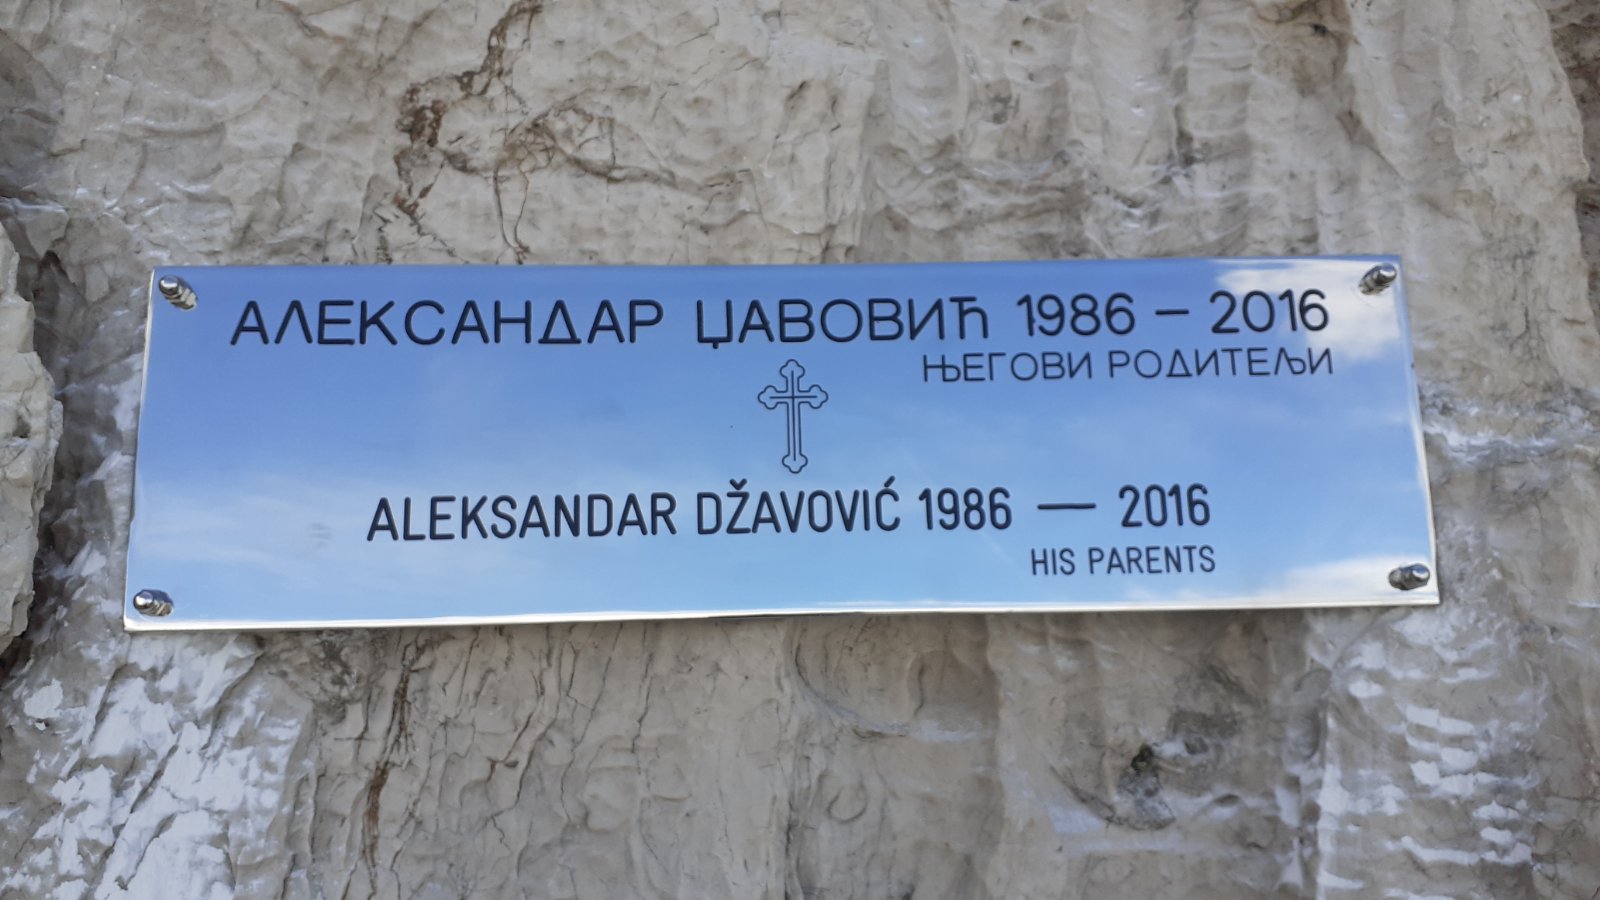 АЛЕКСАНДАР ЏАВОВИЋ 1986 – 2016
ЊЕГОВИ РОДИТЕЉИ
ALEKSANDAR DŽAVOVIĆ 1986 — 2016
HIS PARENTS